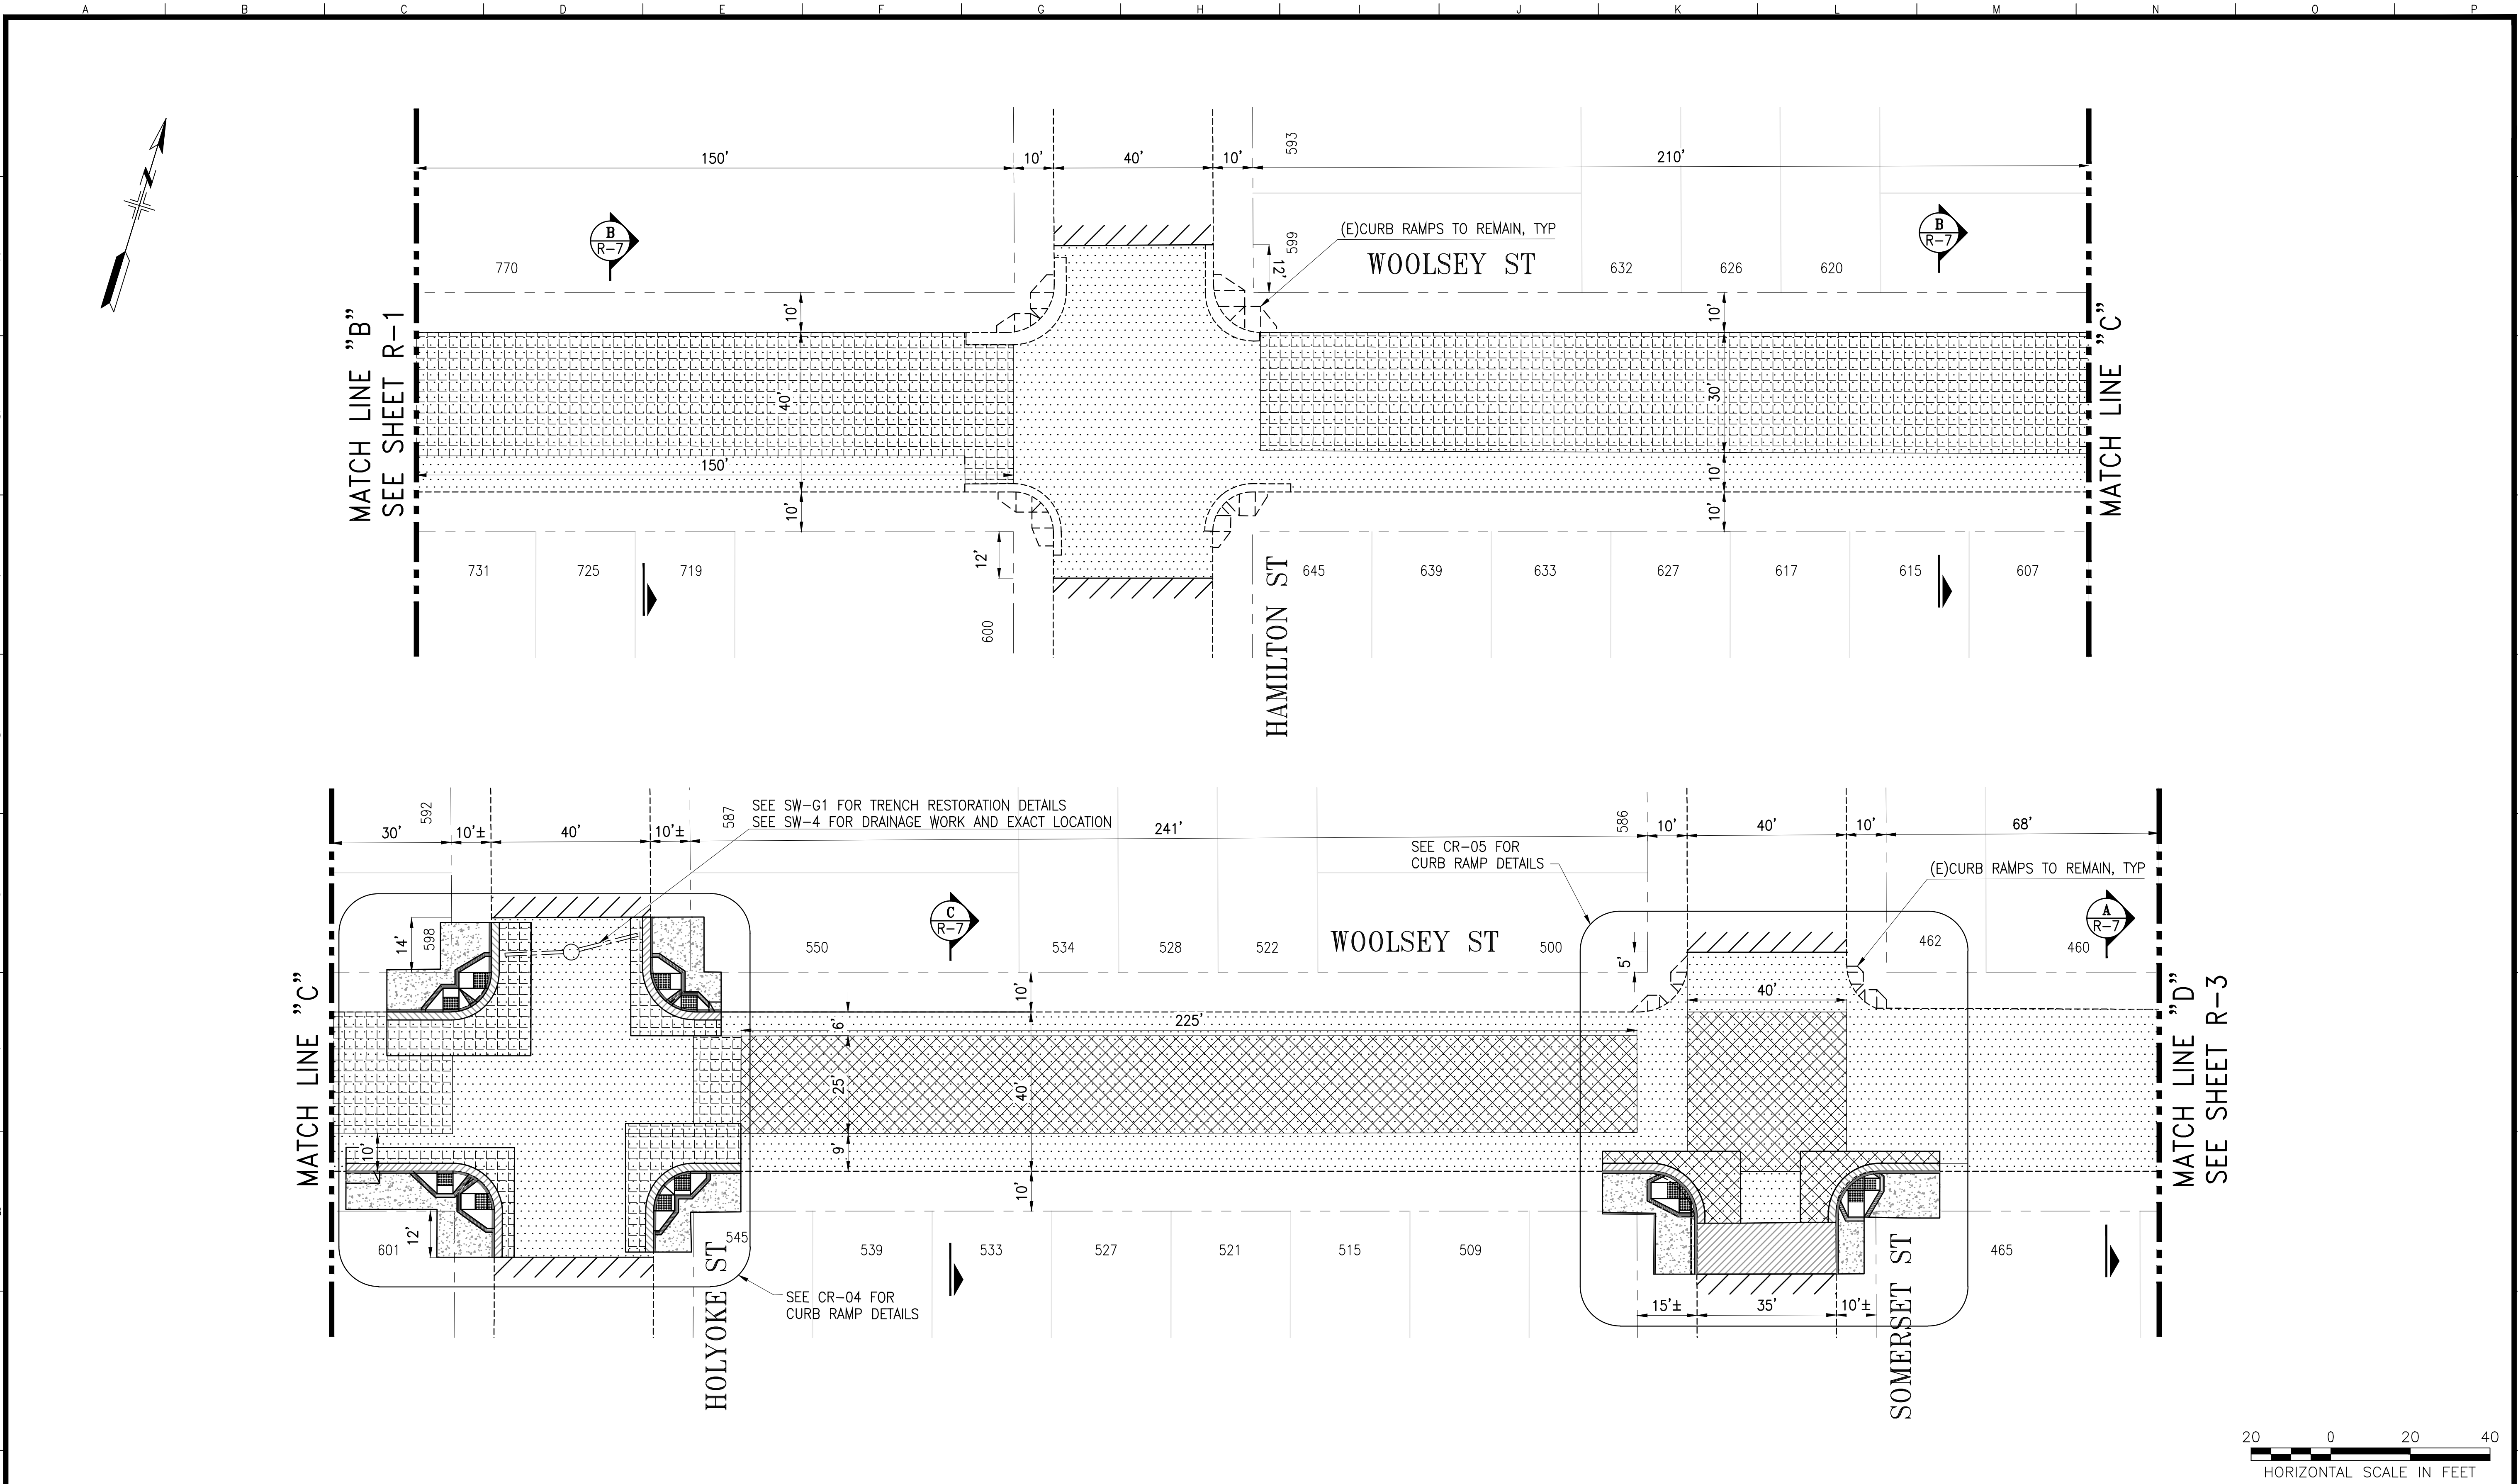 A B C D E F G H I J K L M N O P
150' 10' 40' 10' 593 210'
B
R-7
B
R-7
(E)CURB RAMPS TO REMAIN, TYP
599
12'
WOOLSEY ST
770
632 626 620
MATCH LINE "B"
SEE SHEET R-1
10'
40'
150'
10'
10'
30'
10'
10'
MATCH LINE "C"
12'
731 725 719
600
HAMILTON ST
645 639 633 627 617 615 607
SEE SW-G1 FOR TRENCH RESTORATION DETAILS
SEE SW-4 FOR DRAINAGE WORK AND EXACT LOCATION
592
587
586
30' 10'± 40' 10'± 241' 10' 40' 10' 68'
SEE CR-05 FOR
CURB RAMP DETAILS
(E)CURB RAMPS TO REMAIN, TYP
C
R-7
A
R-7
14'
598
550 534 528 522
WOOLSEY ST
500
5'
462 460
MATCH LINE "C"
10'
40'
6'
225'
25'
40'
9'
10'
10'
MATCH LINE "D"
SEE SHEET R-3
12'
601
545 539 533 527 521 515 509
465
HOLYOKE ST
SEE CR-04 FOR
CURB RAMP DETAILS
15'± 35' 10'±
SOMERSET ST
20 0 20 40
HORIZONTAL SCALE IN FEET